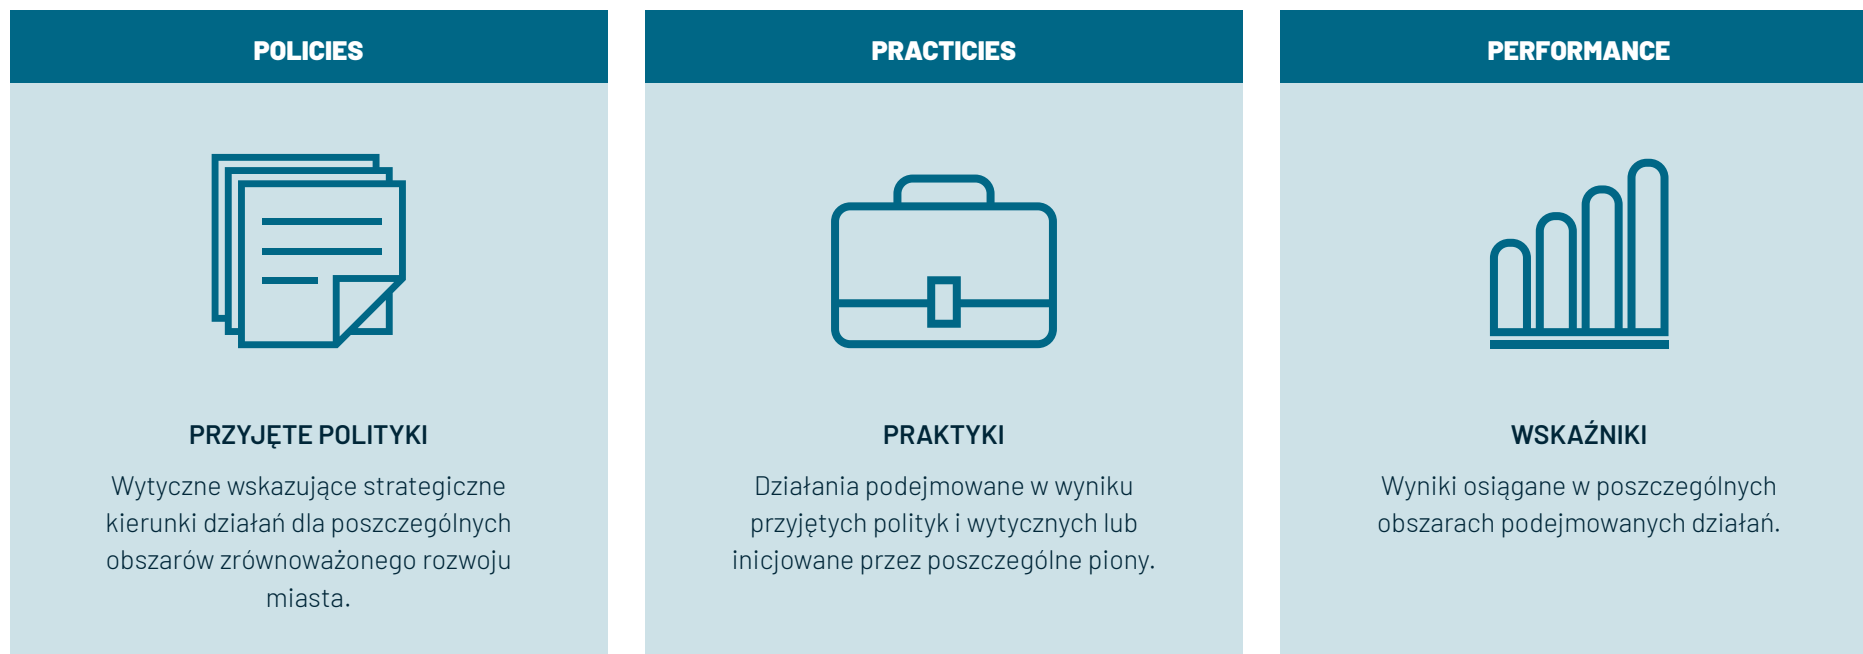 POLICIES
PRZYJĘTE POLITYKI
Wytyczne wskazujące strategiczne
kierunki działań dla poszczególnych
obszarów zrównoważonego rozwoju
miasta.
PRACTICIES
PRAKTYKI
Działania podejmowane w wyniku
przyjętych polityk i wytycznych lub
inicjowane przez poszczególne piony.
PERFORMANCE
WSKAŹNIKI
Wyniki osiągane w poszczególnych
obszarach podejmowanych działań.